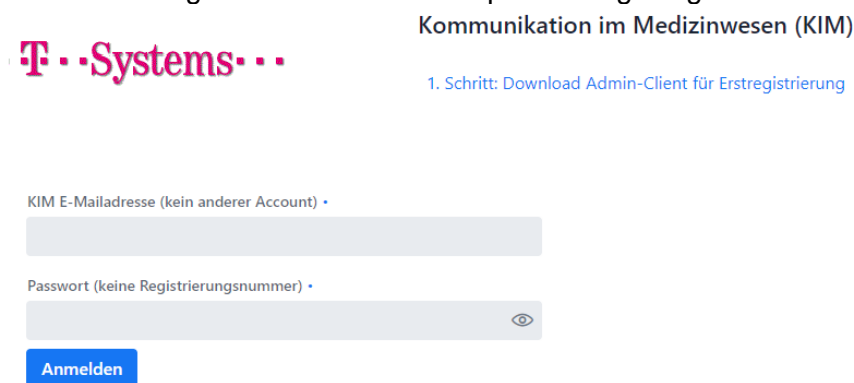 Kommunikation im Medizinwesen (KIM)
T··Systems···
1. Schritt: Download Admin-Client für Erstregistrierung
KIM E-Mailadresse (kein anderer Account) •
Passwort (keine Registrierungsnummer) •
Anmelden